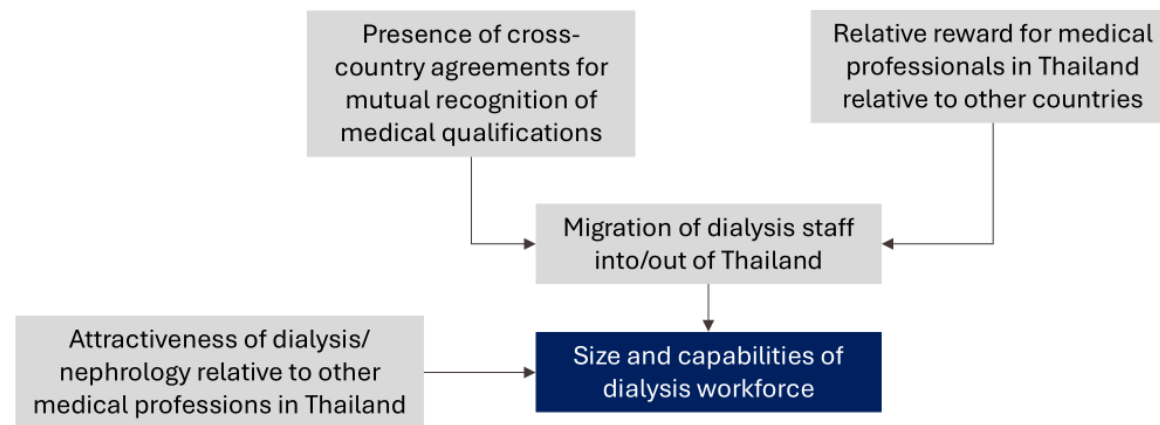 Presence of cross-
country agreements for
mutual recognition of
medical qualifications
Relative reward for medical
professionals in Thailand
relative to other countries
Migration of dialysis staff
into/out of Thailand
Attractiveness of dialysis/
nephrology relative to other
medical professions in Thailand
Size and capabilities of
dialysis workforce